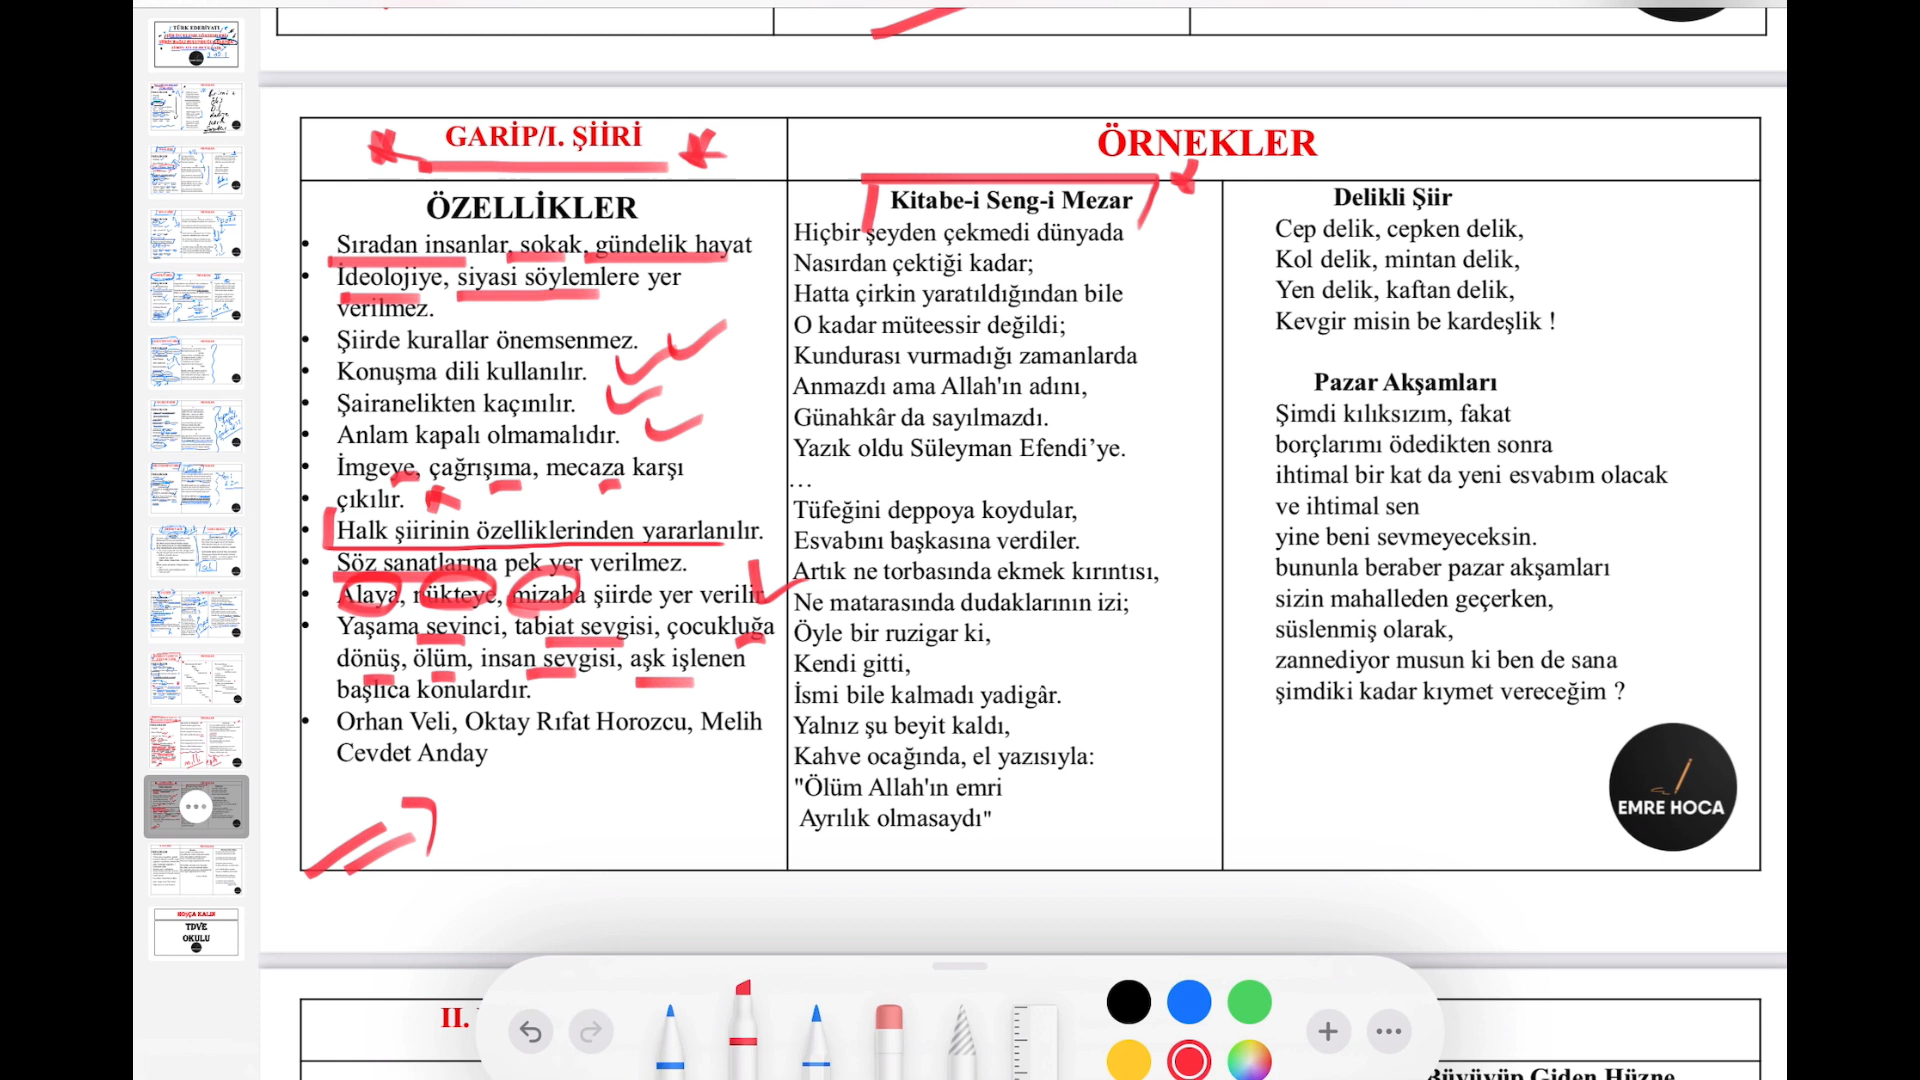 TÜRK EDEBİYATI
GARİP/I. ŞİİRİ
ÖRNEKLER
ÖZELLİKLER
• Sıradan insanlar, sokak, gündelik hayat
• İdeolojiye, siyasi söylemlere yer
verilmez.
• Şiirde kurallar önemsenmez.
• Konuşma dili kullanılır.
• Şairanelikten kaçınılır.
• Anlam kapalı olmamalıdır.
• İmgeye, çağrışıma, mecaza karşı
• çıkılır.
• Halk şiirinin özelliklerinden yararlanılır.
• Söz sanatlarına pek yer verilmez.
• Alaya, nükteye, mizaha şiirde yer verilir
• Yaşama sevinci, tabiat sevgisi, çocukluğa
dönüş, ölüm, insan sevgisi, aşk işlenen
başlıca konulardır.
• Orhan Veli, Oktay Rıfat Horozcu, Melih
Cevdet Anday
Kitabe-i Seng-i Mezar
Hiçbir şeyden çekmedi dünyada
Nasırdan çektiği kadar;
Hatta çirkin yaratıldığından bile
O kadar müteessir değildi;
Kundurası vurmadığı zamanlarda
Anmazdı ama Allah'ın adını,
Günahkâr da sayılmazdı.
Yazık oldu Süleyman Efendi’ye.
…
Tüfeğini deppoya koydular,
Esvabını başkasına verdiler.
Artık ne torbasında ekmek kırıntısı,
Ne matarasında dudaklarının izi;
Öyle bir ruzigar ki,
Kendi gitti,
İsmi bile kalmadı yadigâr.
Yalnız şu beyit kaldı,
Kahve ocağında, el yazısıyla:
"Ölüm Allah'ın emri
Ayrılık olmasaydı"
Delikli Şiir
Cep delik, cepken delik,
Kol delik, mintan delik,
Yen delik, kaftan delik,
Kevgir misin be kardeşlik !
Pazar Akşamları
Şimdi kılıksızım, fakat
borçlarımı ödedikten sonra
ihtimal bir kat da yeni esvabım olacak
ve ihtimal sen
yine beni sevmeyeceksin.
bununla beraber pazar akşamları
sizin mahalleden geçerken,
süslenmiş olarak,
zannediyor musun ki ben de sana
şimdiki kadar kıymet vereceğim ?
EMRE HOCA
HOŞÇA KALIN
TDVE
OKULU
II.
Büyüyüp Giden Hüzne